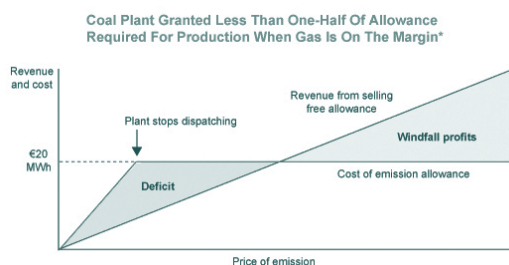 Coal Plant Granted Less Than One-Half Of Allowance
Required For Production When Gas Is On The Margin*
Revenue
and cost
Revenue from selling
free allowance
Plant stops dispatching
Windfall profits
€20
MWh
Cost of emission allowance
Deficit
Price of emission